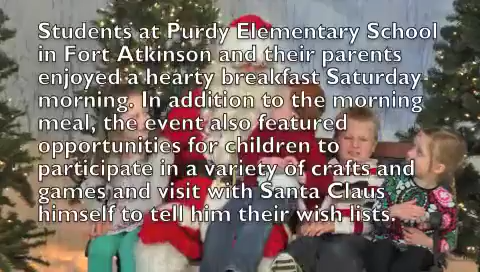 Students at Purdy Elementary School
in Fort Atkinson and their parents
enjoyed a hearty breakfast Saturday
morning. In addition to the morning
meal, the event also featured
opportunities for children to
participate in a variety of crafts and
games and visit with Santa Claus
himself to tell him their wish lists.